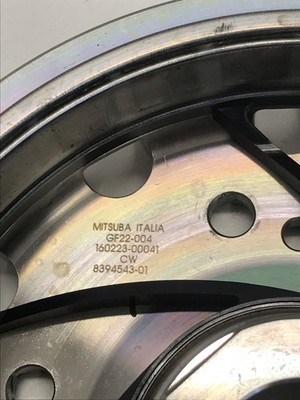 MITSUBA ITALIA
GF22-004
160223-00041
CW
8394543-01